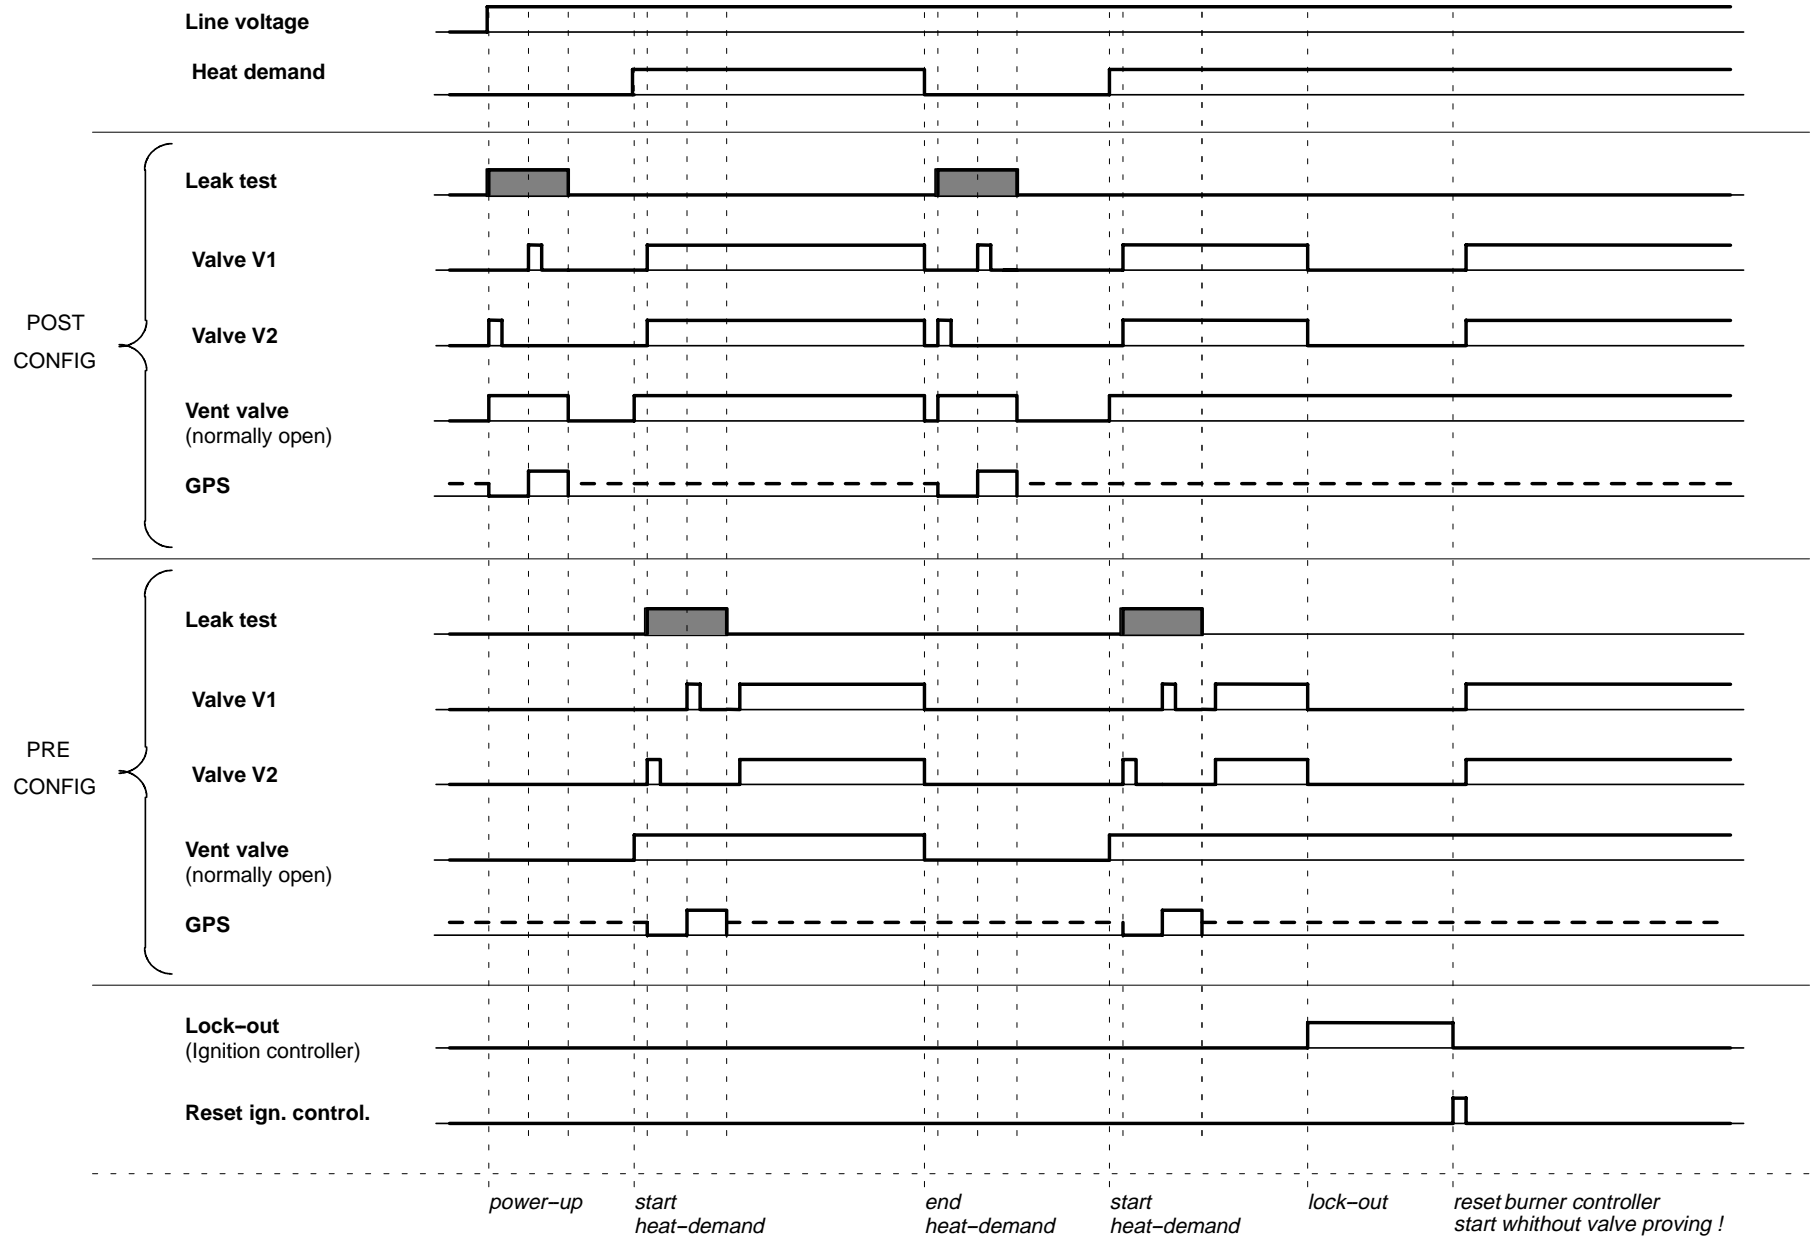 Line voltage
Heat demand
POST
CONFIG
Leak test
Valve V1
Valve V2
Vent valve
(normally open)
GPS
PRE
CONFIG
Leak test
Valve V1
Valve V2
Vent valve
(normally open)
GPS
Lock−out
(Ignition controller)
Reset ign. control.
power−up
start
heat−demand
end
heat−demand
start
heat−demand
lock−out
reset burner controller
start whithout valve proving !